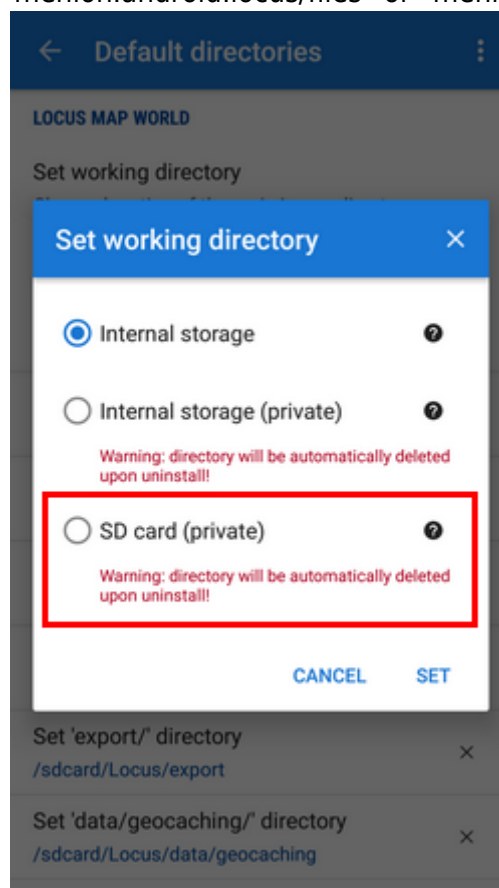 Default directories
LOCUS MAP WORLD
Set working directory
Set working directory
Internal storage
Internal storage (private)
Warning: directory will be automatically deleted
upon uninstall!
SD card (private)
Warning: directory will be automatically deleted
upon uninstall!
CANCEL SET
Set 'export/' directory
/sdcard/Locus/export
Set 'data/geocaching/' directory
/sdcard/Locus/data/geocaching